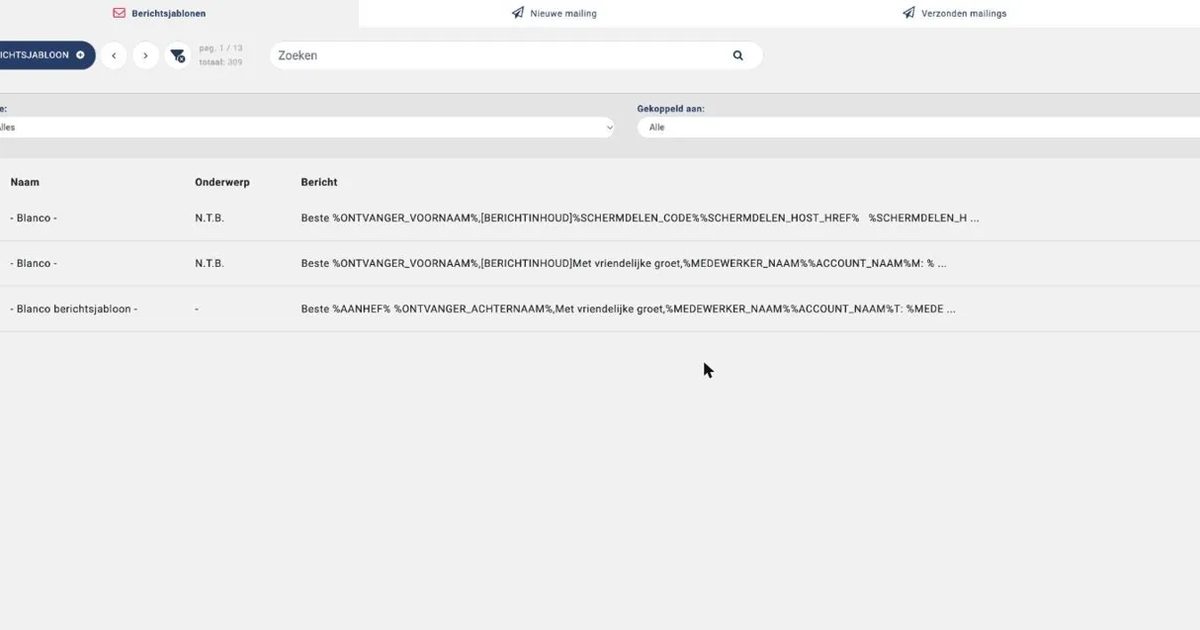 Berichtsjablonen
Nieuwe mailing
Verzonden mailings
ICHTSJABLOON
pag. 1 / 13
totaal: 309
Zoeken
e:
lles
Gekoppeld aan:
Alle
Naam Onderwerp Bericht
- Blanco - N.T.B. Beste %ONTVANGER_VOORNAAM%,[BERICHTINHOUD]%SCHERMDELEN_CODE%%SCHERMDELEN_HOST_HREF% %SCHERMDELEN_H ...
- Blanco - N.T.B. Beste %ONTVANGER_VOORNAAM%,[BERICHTINHOUD]Met vriendelijke groet,%MEDEWERKER_NAAM%%ACCOUNT_NAAM%M: % ...
- Blanco berichtsjabloon - - Beste %AANHEF% %ONTVANGER_ACHTERNAAM%,Met vriendelijke groet,%MEDEWERKER_NAAM%%ACCOUNT_NAAM%T: %MEDE ...